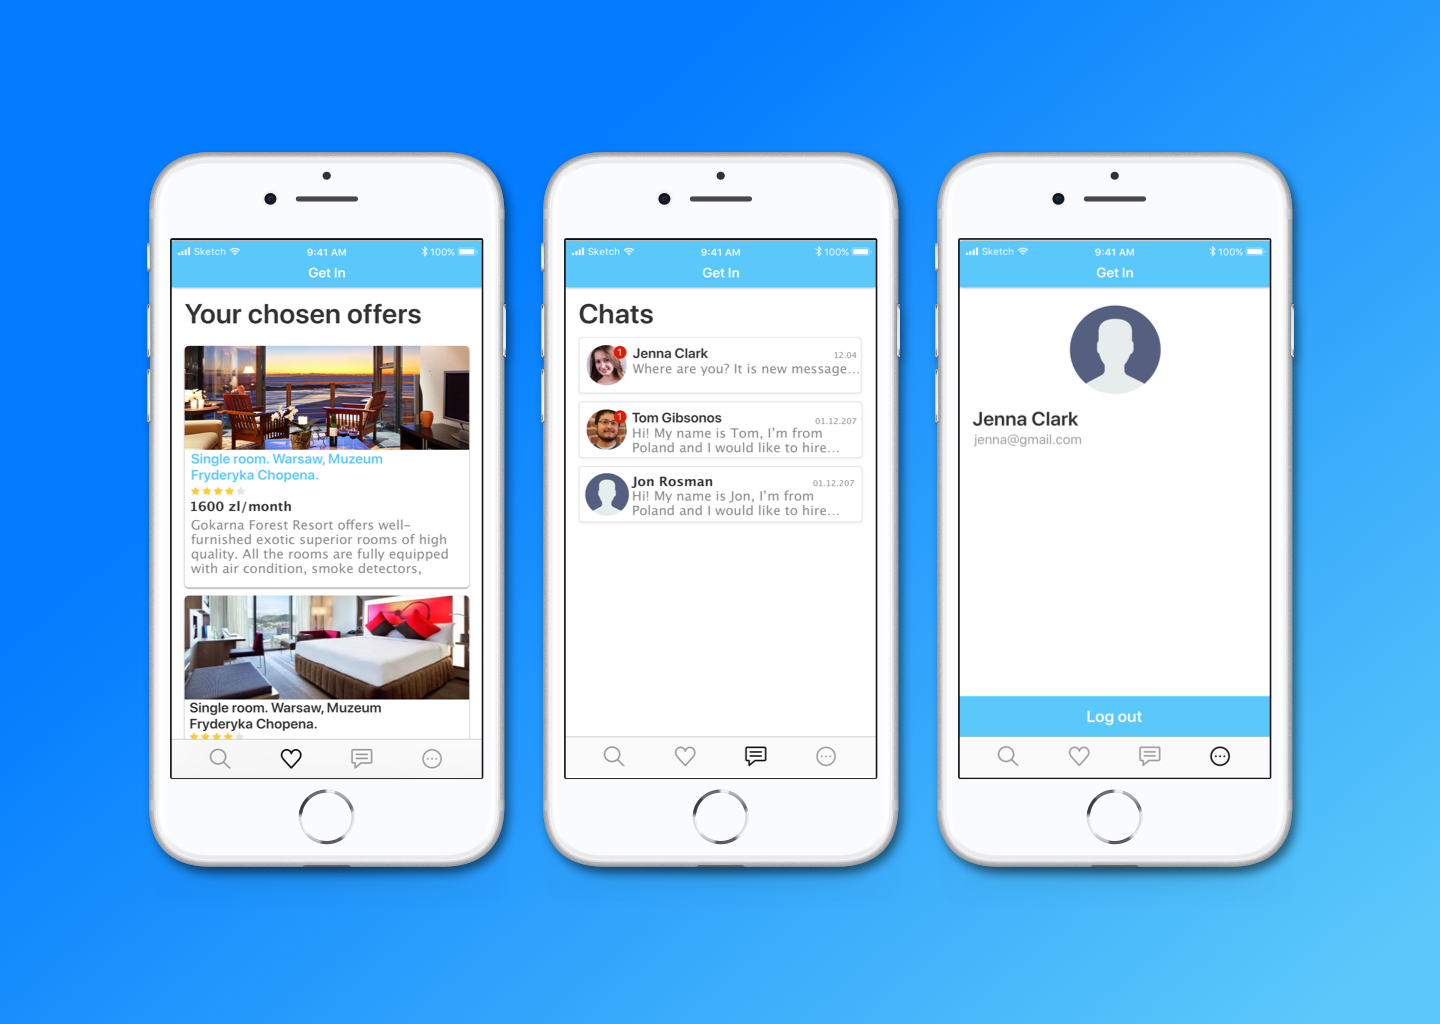 Sketch 9:41 AM 100%
Get In
Your chosen offers
Single room. Warsaw, Muzeum
Fryderyka Chopena.
1600 zl/month
Gokarna Forest Resort offers well-
furnished exotic superior rooms of high
quality. All the rooms are fully equipped
with air condition, smoke detectors,
Single room. Warsaw, Muzeum
Fryderyka Chopena.
Sketch 9:41 AM 100%
Get In
Chats
1 Jenna Clark 12.04
Where are you? It is new message...
1 Tom Gibsonos 01.12.207
Hi! My name is Tom, I'm from
Poland and I would like to hire...
Jon Rosman 01.12.207
Hi! My name is Jon, I'm from
Poland and I would like to hire...
Sketch 9:41 AM 100%
Get In
Jenna Clark
jenna@gmail.com
Log out